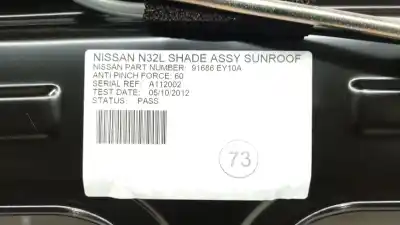 NISSAN N32L SHADE ASSY SUNROOF
NISSAN PART NUMBER: 91686 EY10A
ANTI PINCH FORCE: 60
SERIAL REF: A112002
TEST DATE: 05/10/2012
STATUS: PASS
73